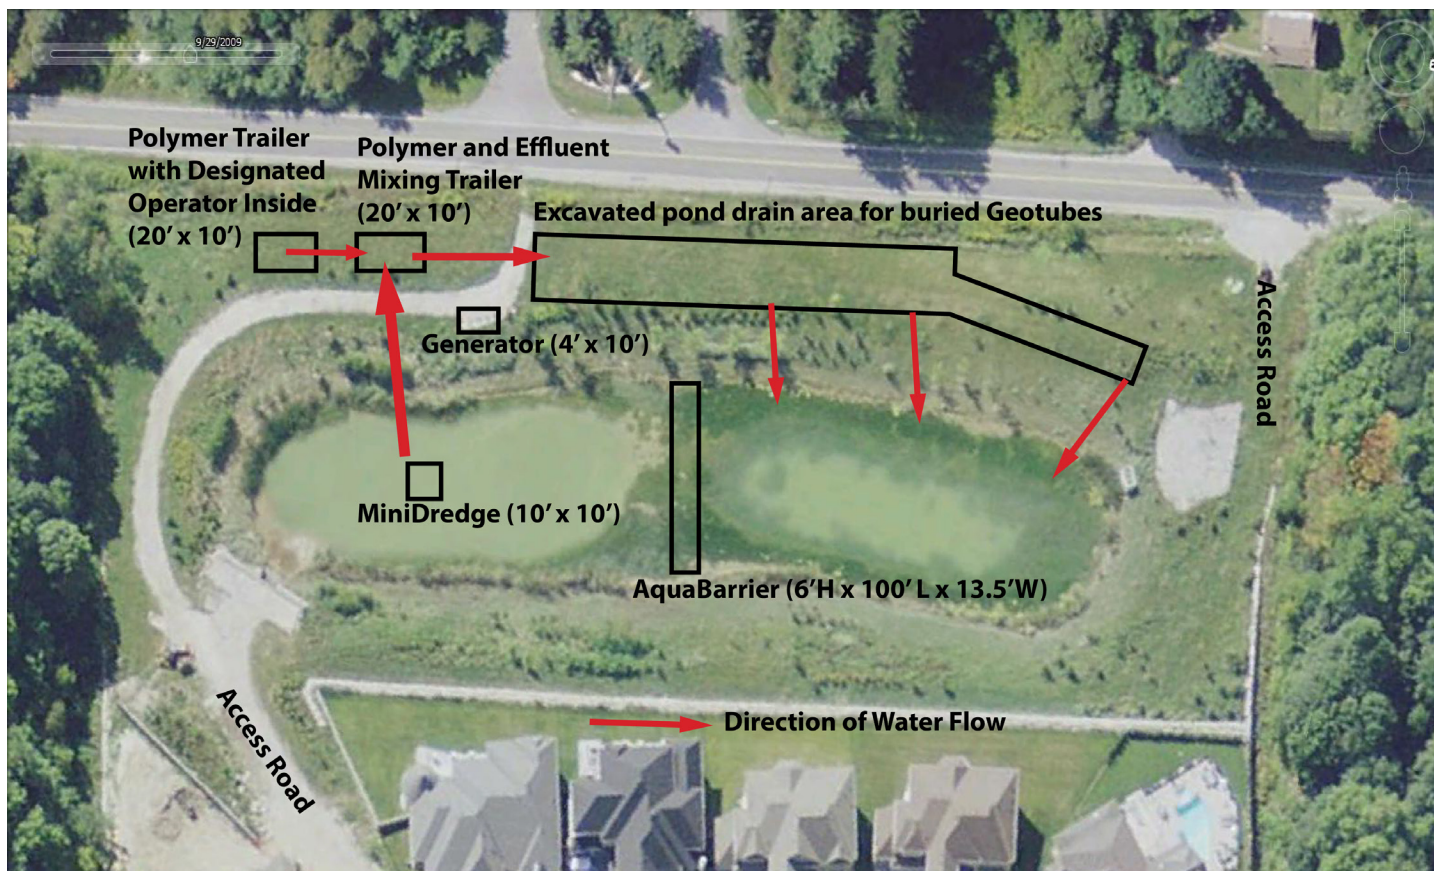 9/29/2009
Polymer Trailer
with Designated
Operator Inside
(20' x 10')
Polymer and Effluent
Mixing Trailer
(20' x 10')
Excavated pond drain area for buried Geotubes
Access Road
Generator (4' x 10')
MiniDredge (10' x 10')
AquaBarrier (6'H x 100' L x 13.5'W)
Access Road
Direction of Water Flow